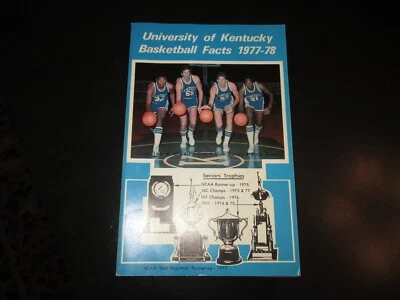 University of Kentucky
Basketball Facts 1977-78
Seniors' Trophies
NCAA Runner-up - 1975
SEC Champs - 1975 & 77
NIT Champs - 1976
UKIT - 1974 & 75
NCAA (East Regional) Runner-up - 1977